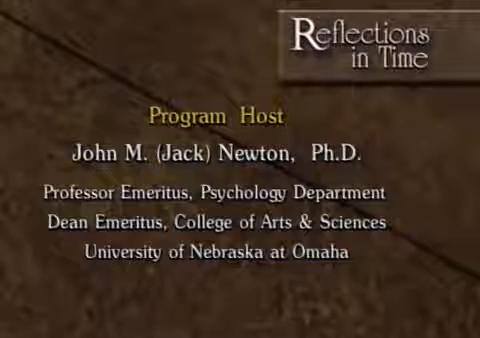 Reflections
in Time
Program Host
John M. (Jack) Newton, Ph.D.
Professor Emeritus, Psychology Department
Dean Emeritus, College of Arts & Sciences
University of Nebraska at Omaha